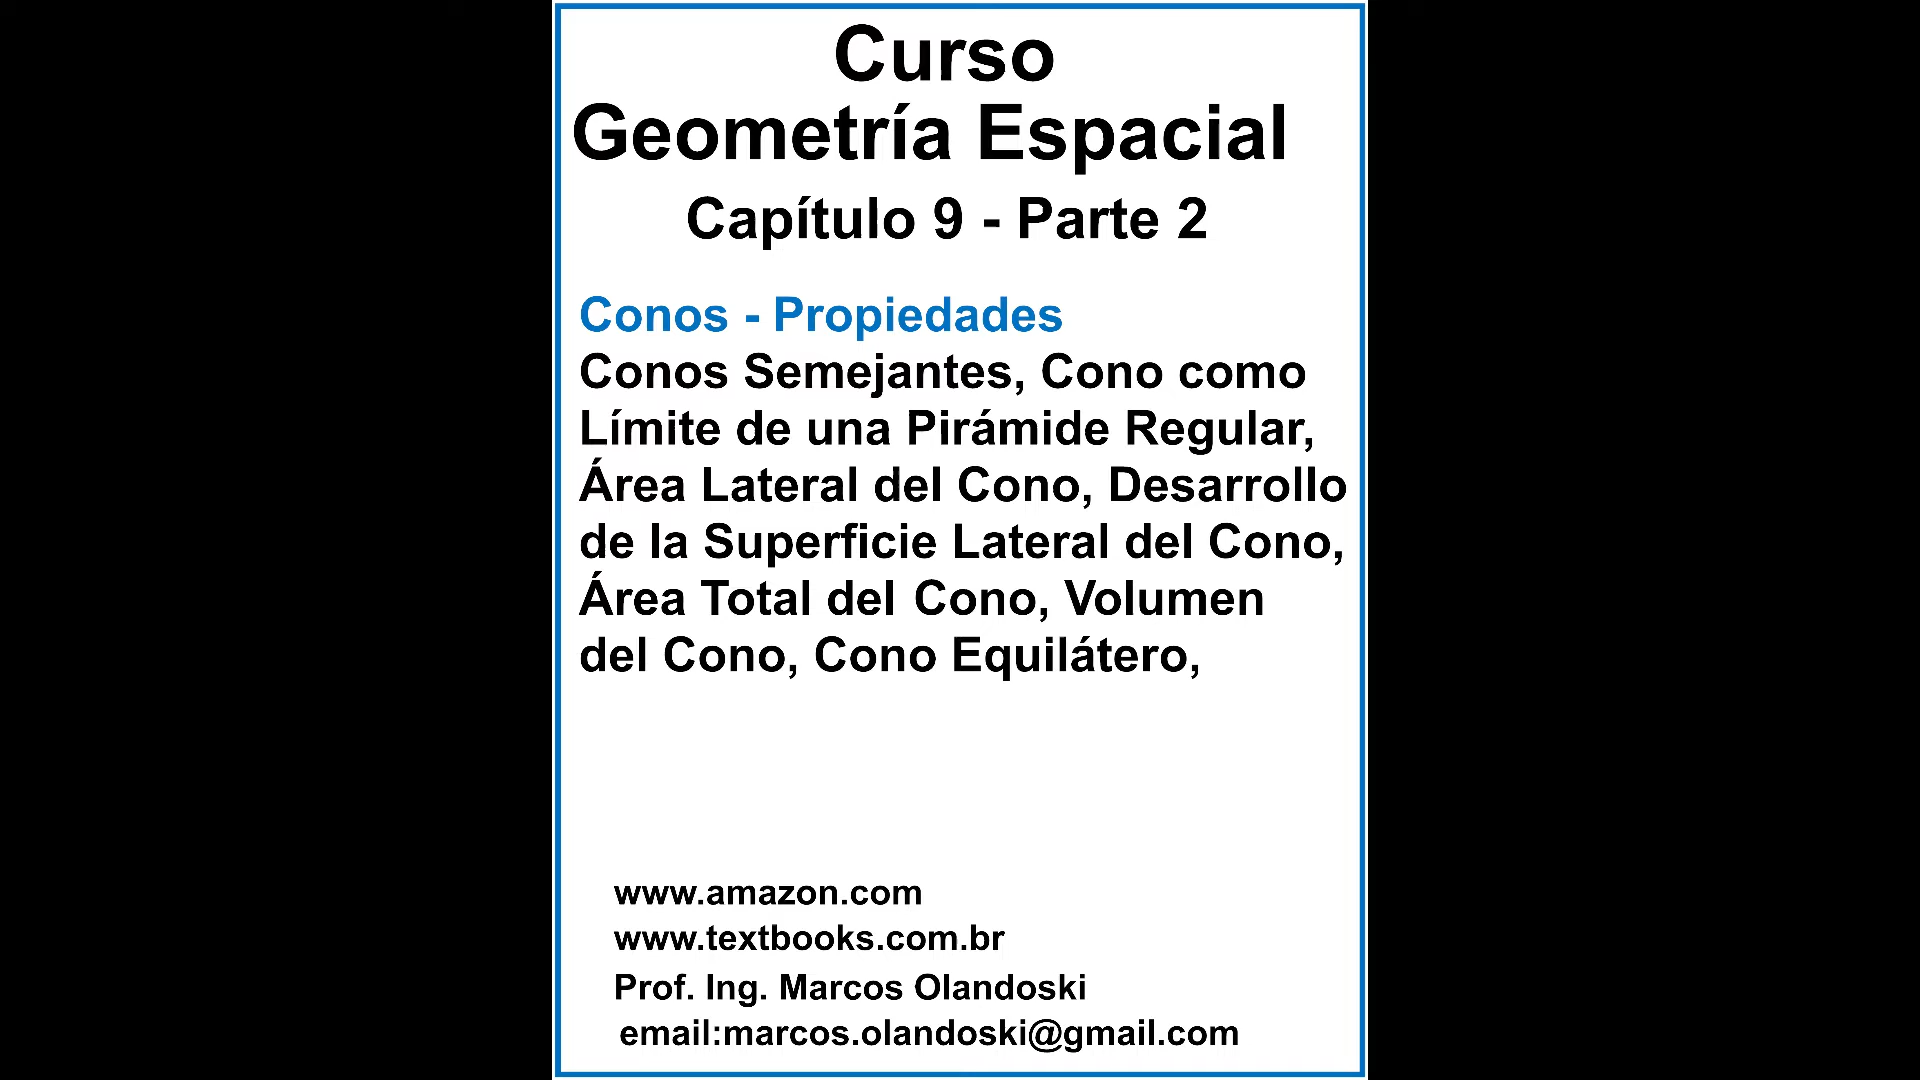 Curso
Geometría Espacial
Capítulo 9 - Parte 2
Conos - Propiedades
Conos Semejantes, Cono como
Límite de una Pirámide Regular,
Área Lateral del Cono, Desarrollo
de la Superficie Lateral del Cono,
Área Total del Cono, Volumen
del Cono, Cono Equilátero,
www.amazon.com
www.textbooks.com.br
Prof. Ing. Marcos Olandoski
email:marcos.olandoski@gmail.com